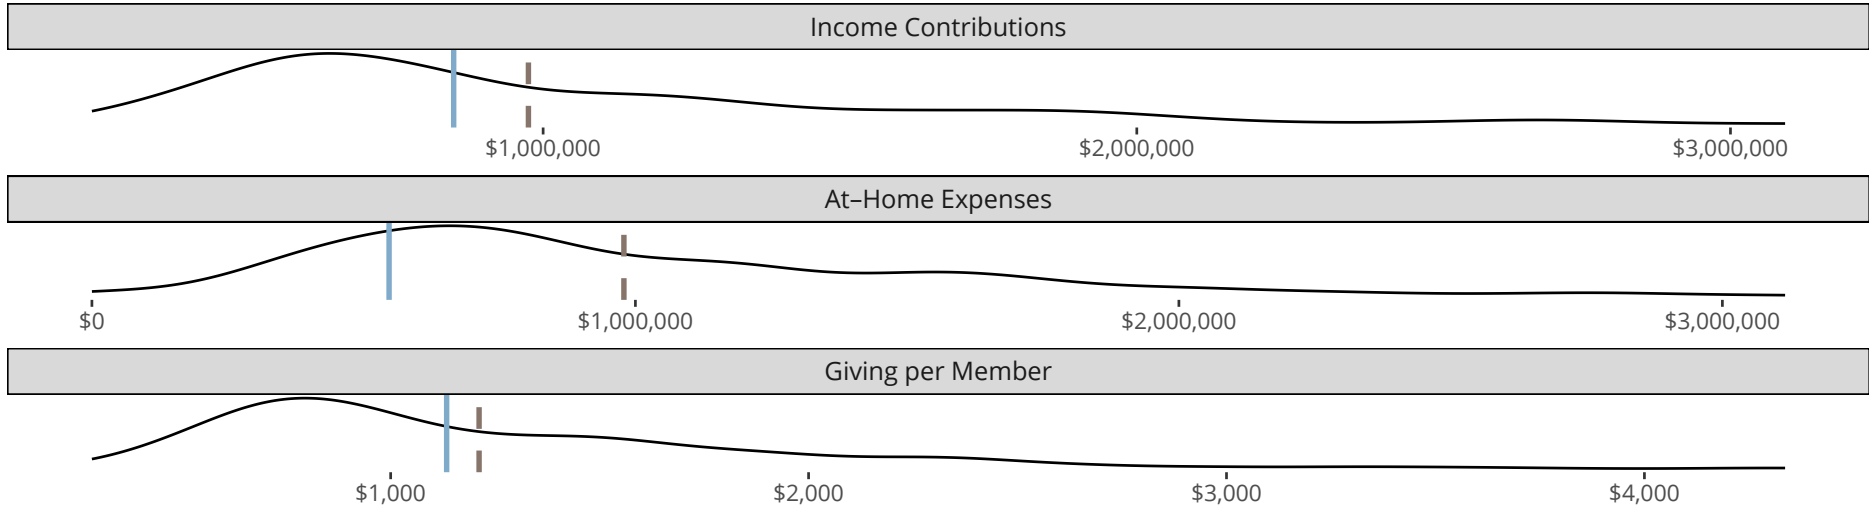 Income Contributions
$1,000,000 $2,000,000 $3,000,000
At–Home Expenses
$0 $1,000,000 $2,000,000 $3,000,000
Giving per Member
$1,000 $2,000 $3,000 $4,000